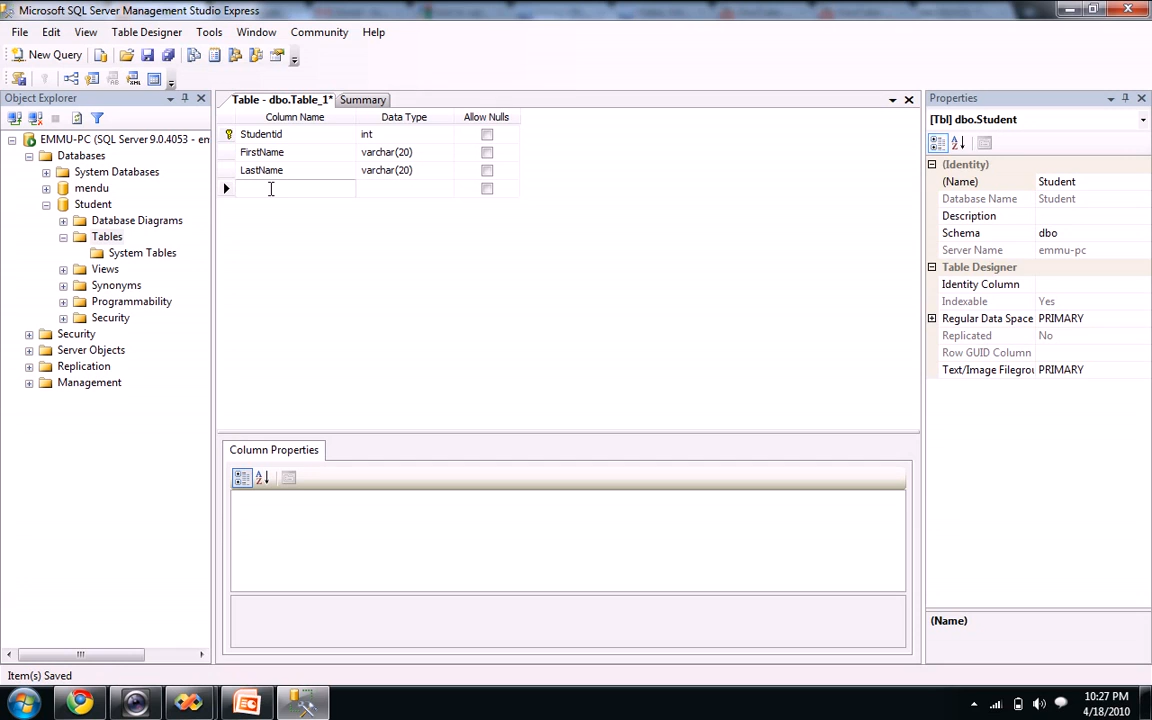 Microsoft SQL Server Management Studio Express
File Edit View Table Designer Tools Window Community Help
New Query
Object Explorer
EMMU-PC (SQL Server 9.0.4053 - en
Databases
System Databases
mendu
Student
Database Diagrams
Tables
System Tables
Views
Synonyms
Programmability
Security
Security
Server Objects
Replication
Management
Table - dbo.Table_1* Summary
Column Name Data Type Allow Nulls
Studentid int
FirstName varchar(20)
LastName varchar(20)
Column Properties
Properties
[Tbl] dbo.Student
(Identity)
(Name) Student
Database Name Student
Description
Schema dbo
Server Name emmu-pc
Table Designer
Identity Column
Indexable Yes
Regular Data Space PRIMARY
Replicated No
Row GUID Column
Text/Image Filegrou PRIMARY
(Name)
Item(s) Saved
10:27 PM
4/18/2010